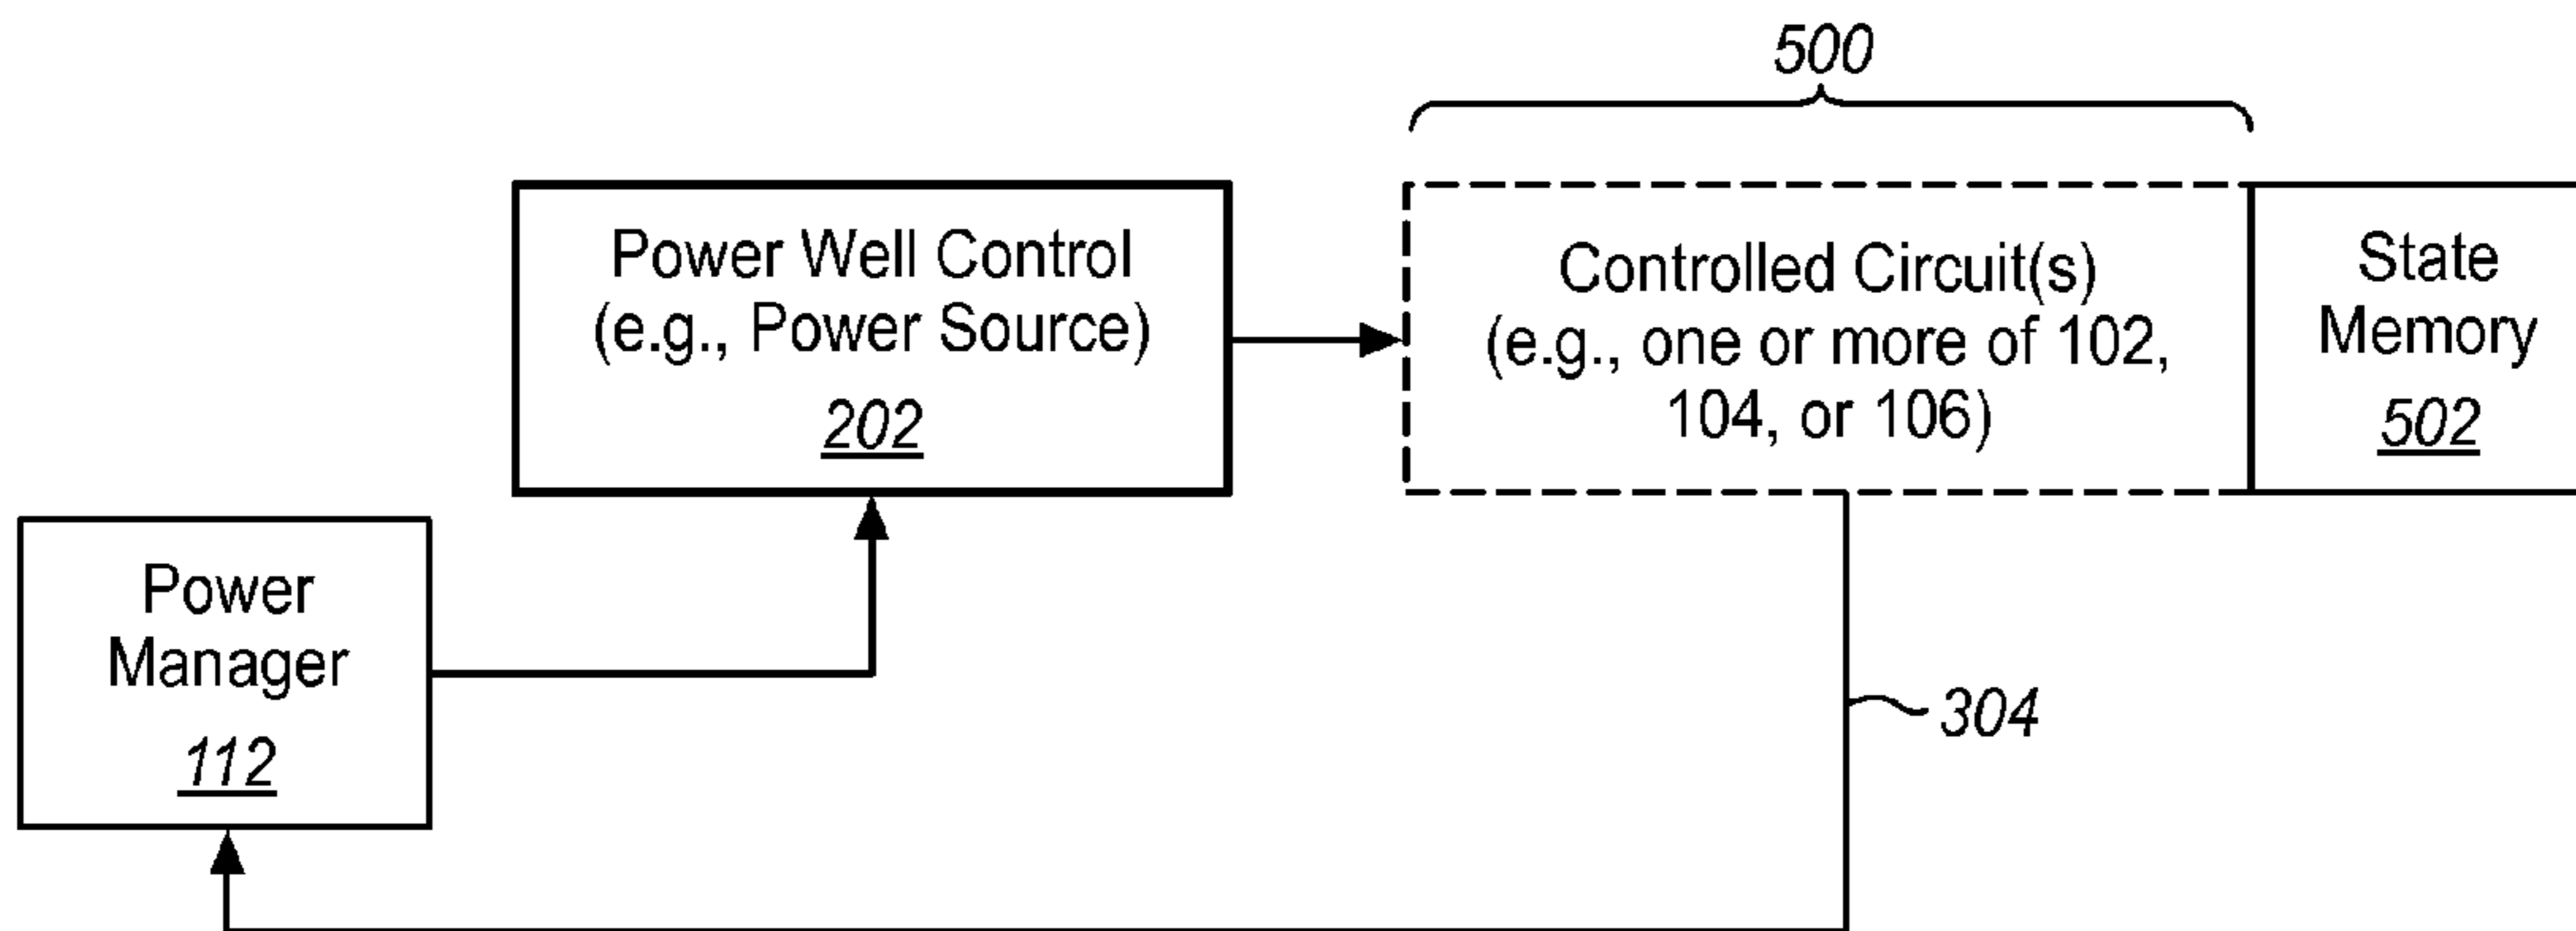 500
Power Well Control
(e.g., Power Source)
202
Controlled Circuit(s)
(e.g., one or more of 102,
104, or 106)
State
Memory
502
Power
Manager
112
304